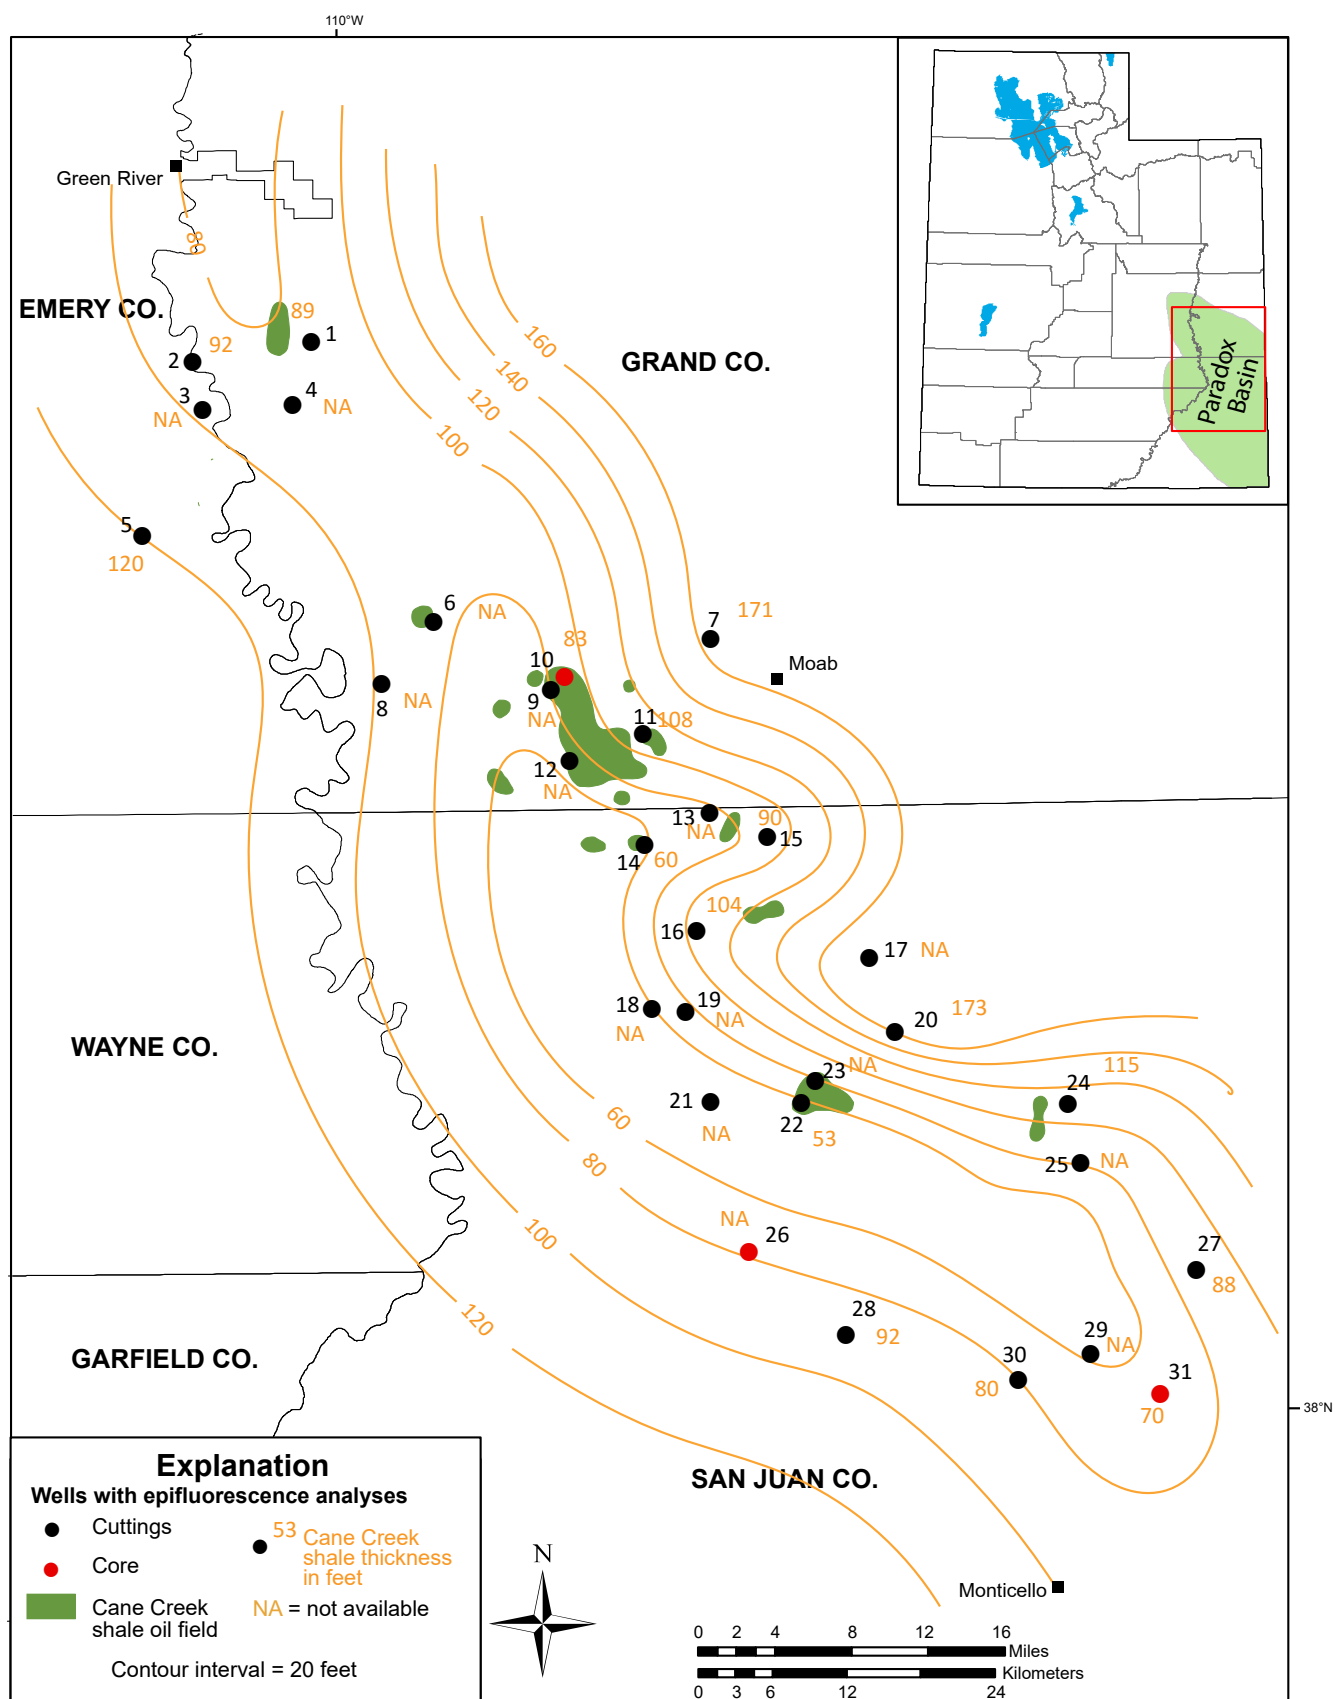 110°W
Green River
80
EMERY CO.
89
1
92
2
3
NA
4
NA
160
140
120
100
GRAND CO.
Paradox
Basin
5
120
6
NA
7
171
Moab
83
10
9
NA
8
NA
11
108
12
NA
13
NA
90
15
14
60
104
16
17
NA
18
NA
19
NA
20
173
WAYNE CO.
115
24
23
NA
21
NA
22
53
25
NA
60
80
100
120
NA
26
27
88
28
92
29
NA
30
80
31
70
38°N
GARFIELD CO.
SAN JUAN CO.
Monticello
Explanation
Wells with epifluorescence analyses
Cuttings
Core
Cane Creek
shale oil field
53 Cane Creek
shale thickness
in feet
NA = not available
Contour interval = 20 feet
N
0 2 4 8 12 16
Miles
Kilometers
0 3 6 12 24